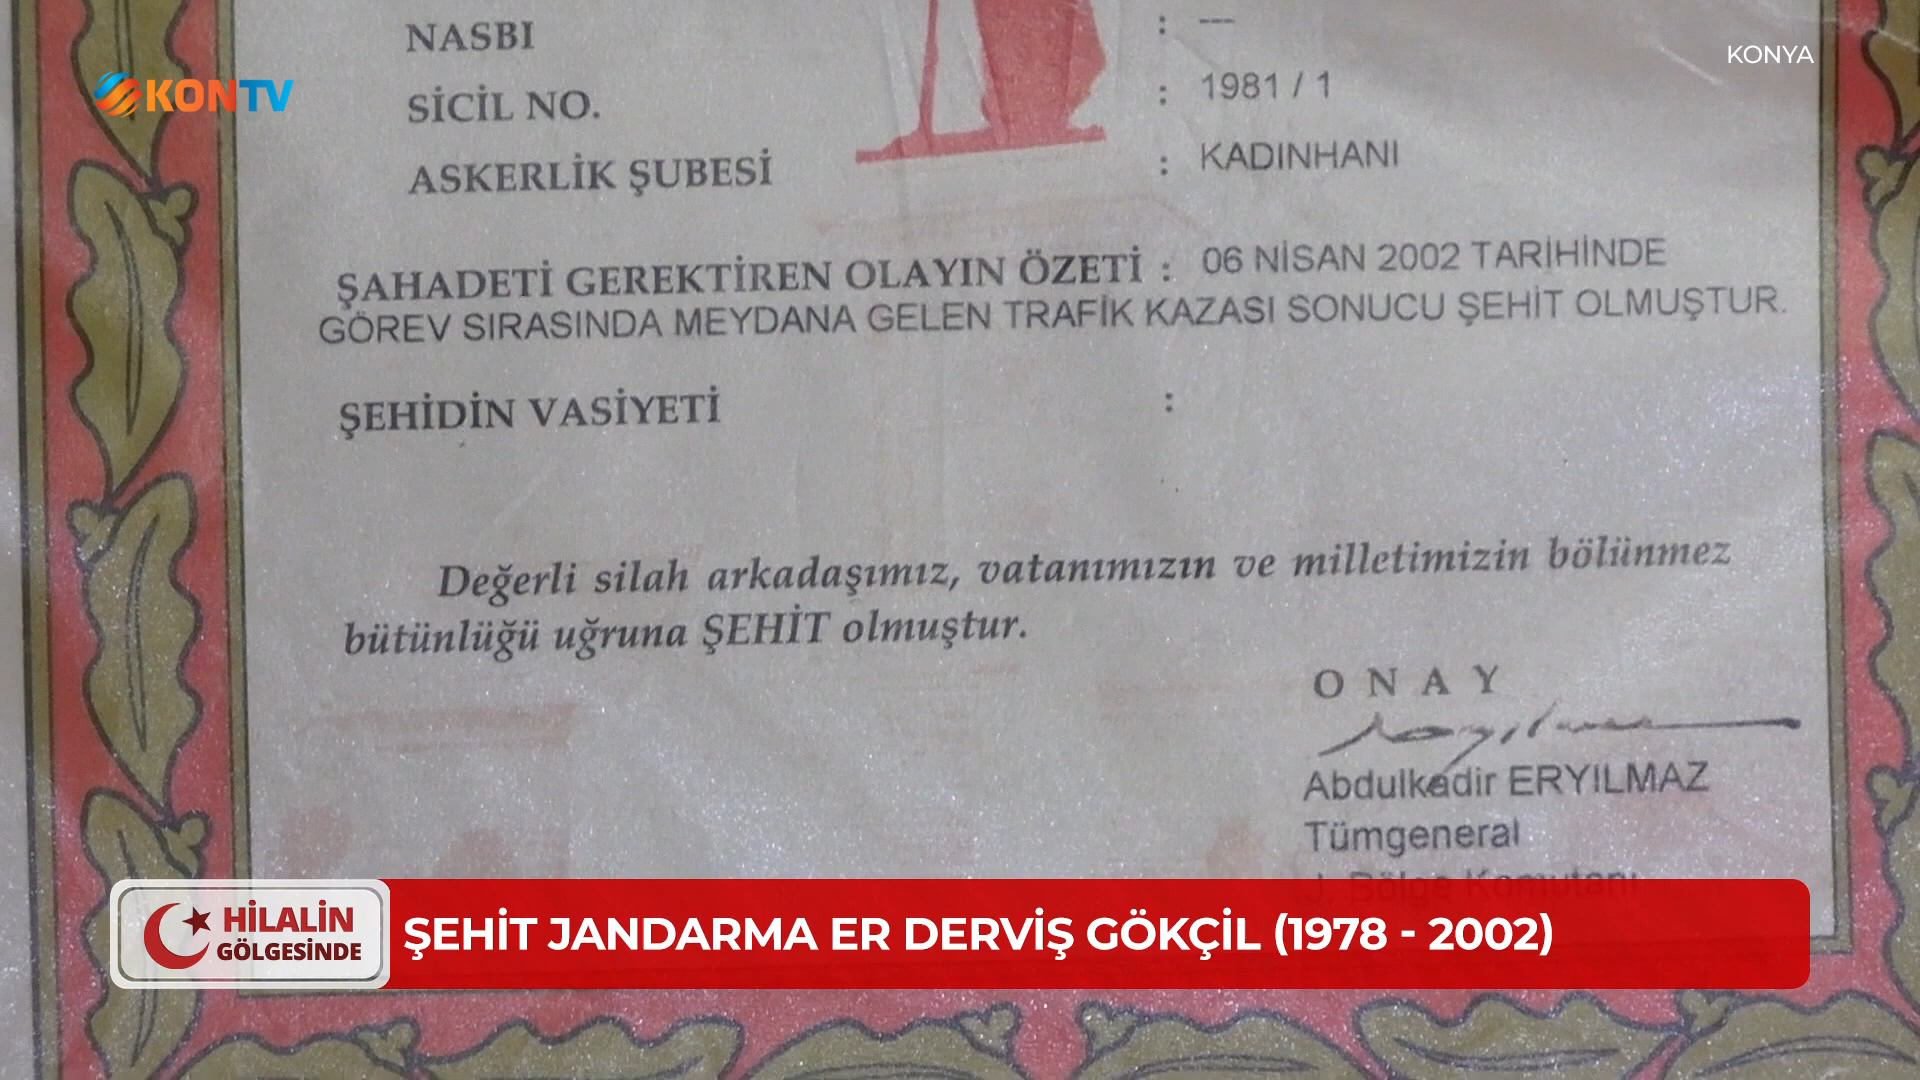 NASBI : ---
KONYA
KONTV
SİCİL NO. : 1981 / 1
ASKERLİK ŞUBESİ : KADINHANI
ŞAHADETİ GEREKTİREN OLAYIN ÖZETİ : 06 NİSAN 2002 TARİHİNDE
GÖREV SIRASINDA MEYDANA GELEN TRAFİK KAZASI SONUCU ŞEHİT OLMUŞTUR.
ŞEHİDİN VASİYETİ :
Değerli silah arkadaşımız, vatanımızın ve milletimizin bölünmez
bütünlüğü uğruna ŞEHİT olmuştur.
O N A Y
Abdulkadir ERYILMAZ
Tümgeneral
J. Bölge Komutanı
HİLALİN
GÖLGESİNDE
ŞEHİT JANDARMA ER DERVİŞ GÖKÇİL (1978 - 2002)